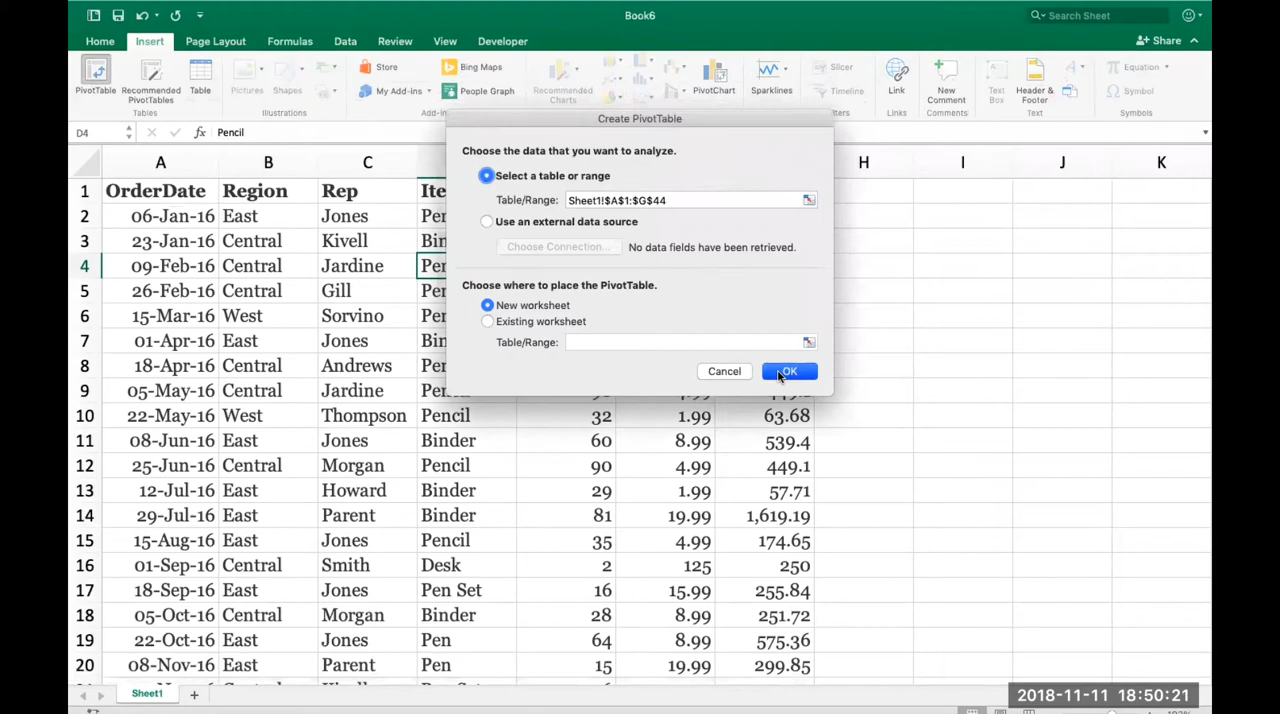 Book6
Search Sheet
Home Insert Page Layout Formulas Data Review View Developer
Share
PivotTable Recommended PivotTables Table
Pictures Shapes
Store
My Add-ins
Bing Maps
People Graph
Recommended Charts
PivotChart
Sparklines
Slicer
Timeline
Link
New Comment
Text Box
Header & Footer
Equation
Symbol
Tables Illustrations Links Comments Text Symbols
D4 fx Pencil
Create PivotTable
Choose the data that you want to analyze.
Select a table or range
Table/Range: Sheet1!$A$1:$G$44
Use an external data source
Choose Connection... No data fields have been retrieved.
Choose where to place the PivotTable.
New worksheet
Existing worksheet
Table/Range:
Cancel OK
A B C H I J K
1 OrderDate Region Rep
2 06-Jan-16 East Jones
3 23-Jan-16 Central Kivell
4 09-Feb-16 Central Jardine
5 26-Feb-16 Central Gill
6 15-Mar-16 West Sorvino
7 01-Apr-16 East Jones
8 18-Apr-16 Central Andrews
9 05-May-16 Central Jardine
10 22-May-16 West Thompson Pencil 32 1.99 63.68
11 08-Jun-16 East Jones Binder 60 8.99 539.4
12 25-Jun-16 Central Morgan Pencil 90 4.99 449.1
13 12-Jul-16 East Howard Binder 29 1.99 57.71
14 29-Jul-16 East Parent Binder 81 19.99 1,619.19
15 15-Aug-16 East Jones Pencil 35 4.99 174.65
16 01-Sep-16 Central Smith Desk 2 125 250
17 18-Sep-16 East Jones Pen Set 16 15.99 255.84
18 05-Oct-16 Central Morgan Binder 28 8.99 251.72
19 22-Oct-16 East Jones Pen 64 8.99 575.36
20 08-Nov-16 East Parent Pen 15 19.99 299.85
Sheet1
2018-11-11 18:50:21